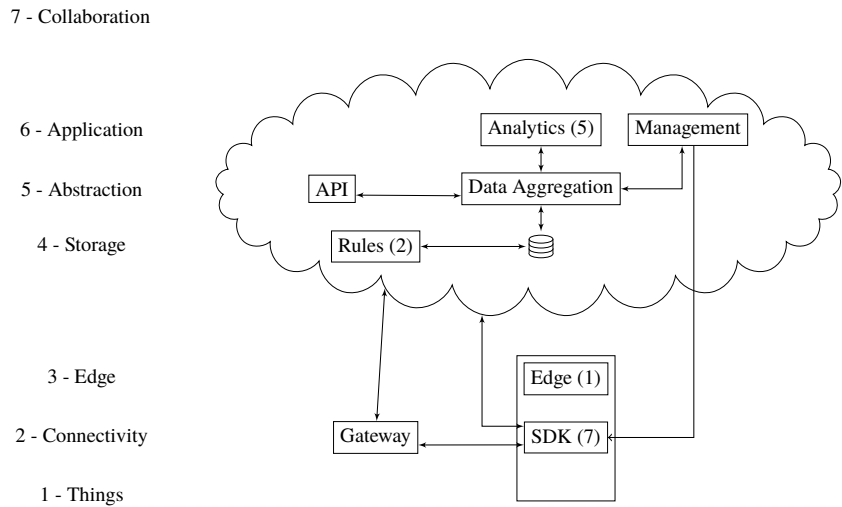 7 - Collaboration
6 - Application
Analytics (5)
Management
5 - Abstraction
API
Data Aggregation
4 - Storage
Rules (2)
3 - Edge
Edge (1)
2 - Connectivity
Gateway
SDK (7)
1 - Things